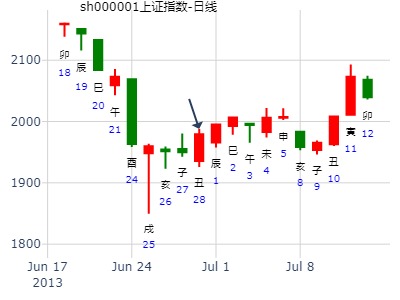 sh000001上证指数-日线
2100
2000
1900
1800
卯
18
辰
19
巳
20
午
21
酉
24
戌
25
亥
26
子
27
丑
28
辰
1
巳
2
午
3
未
4
申
5
亥
8
子
9
丑
10
寅
11
卯
12
Jun 17
2013
Jun 24
Jul 1
Jul 8